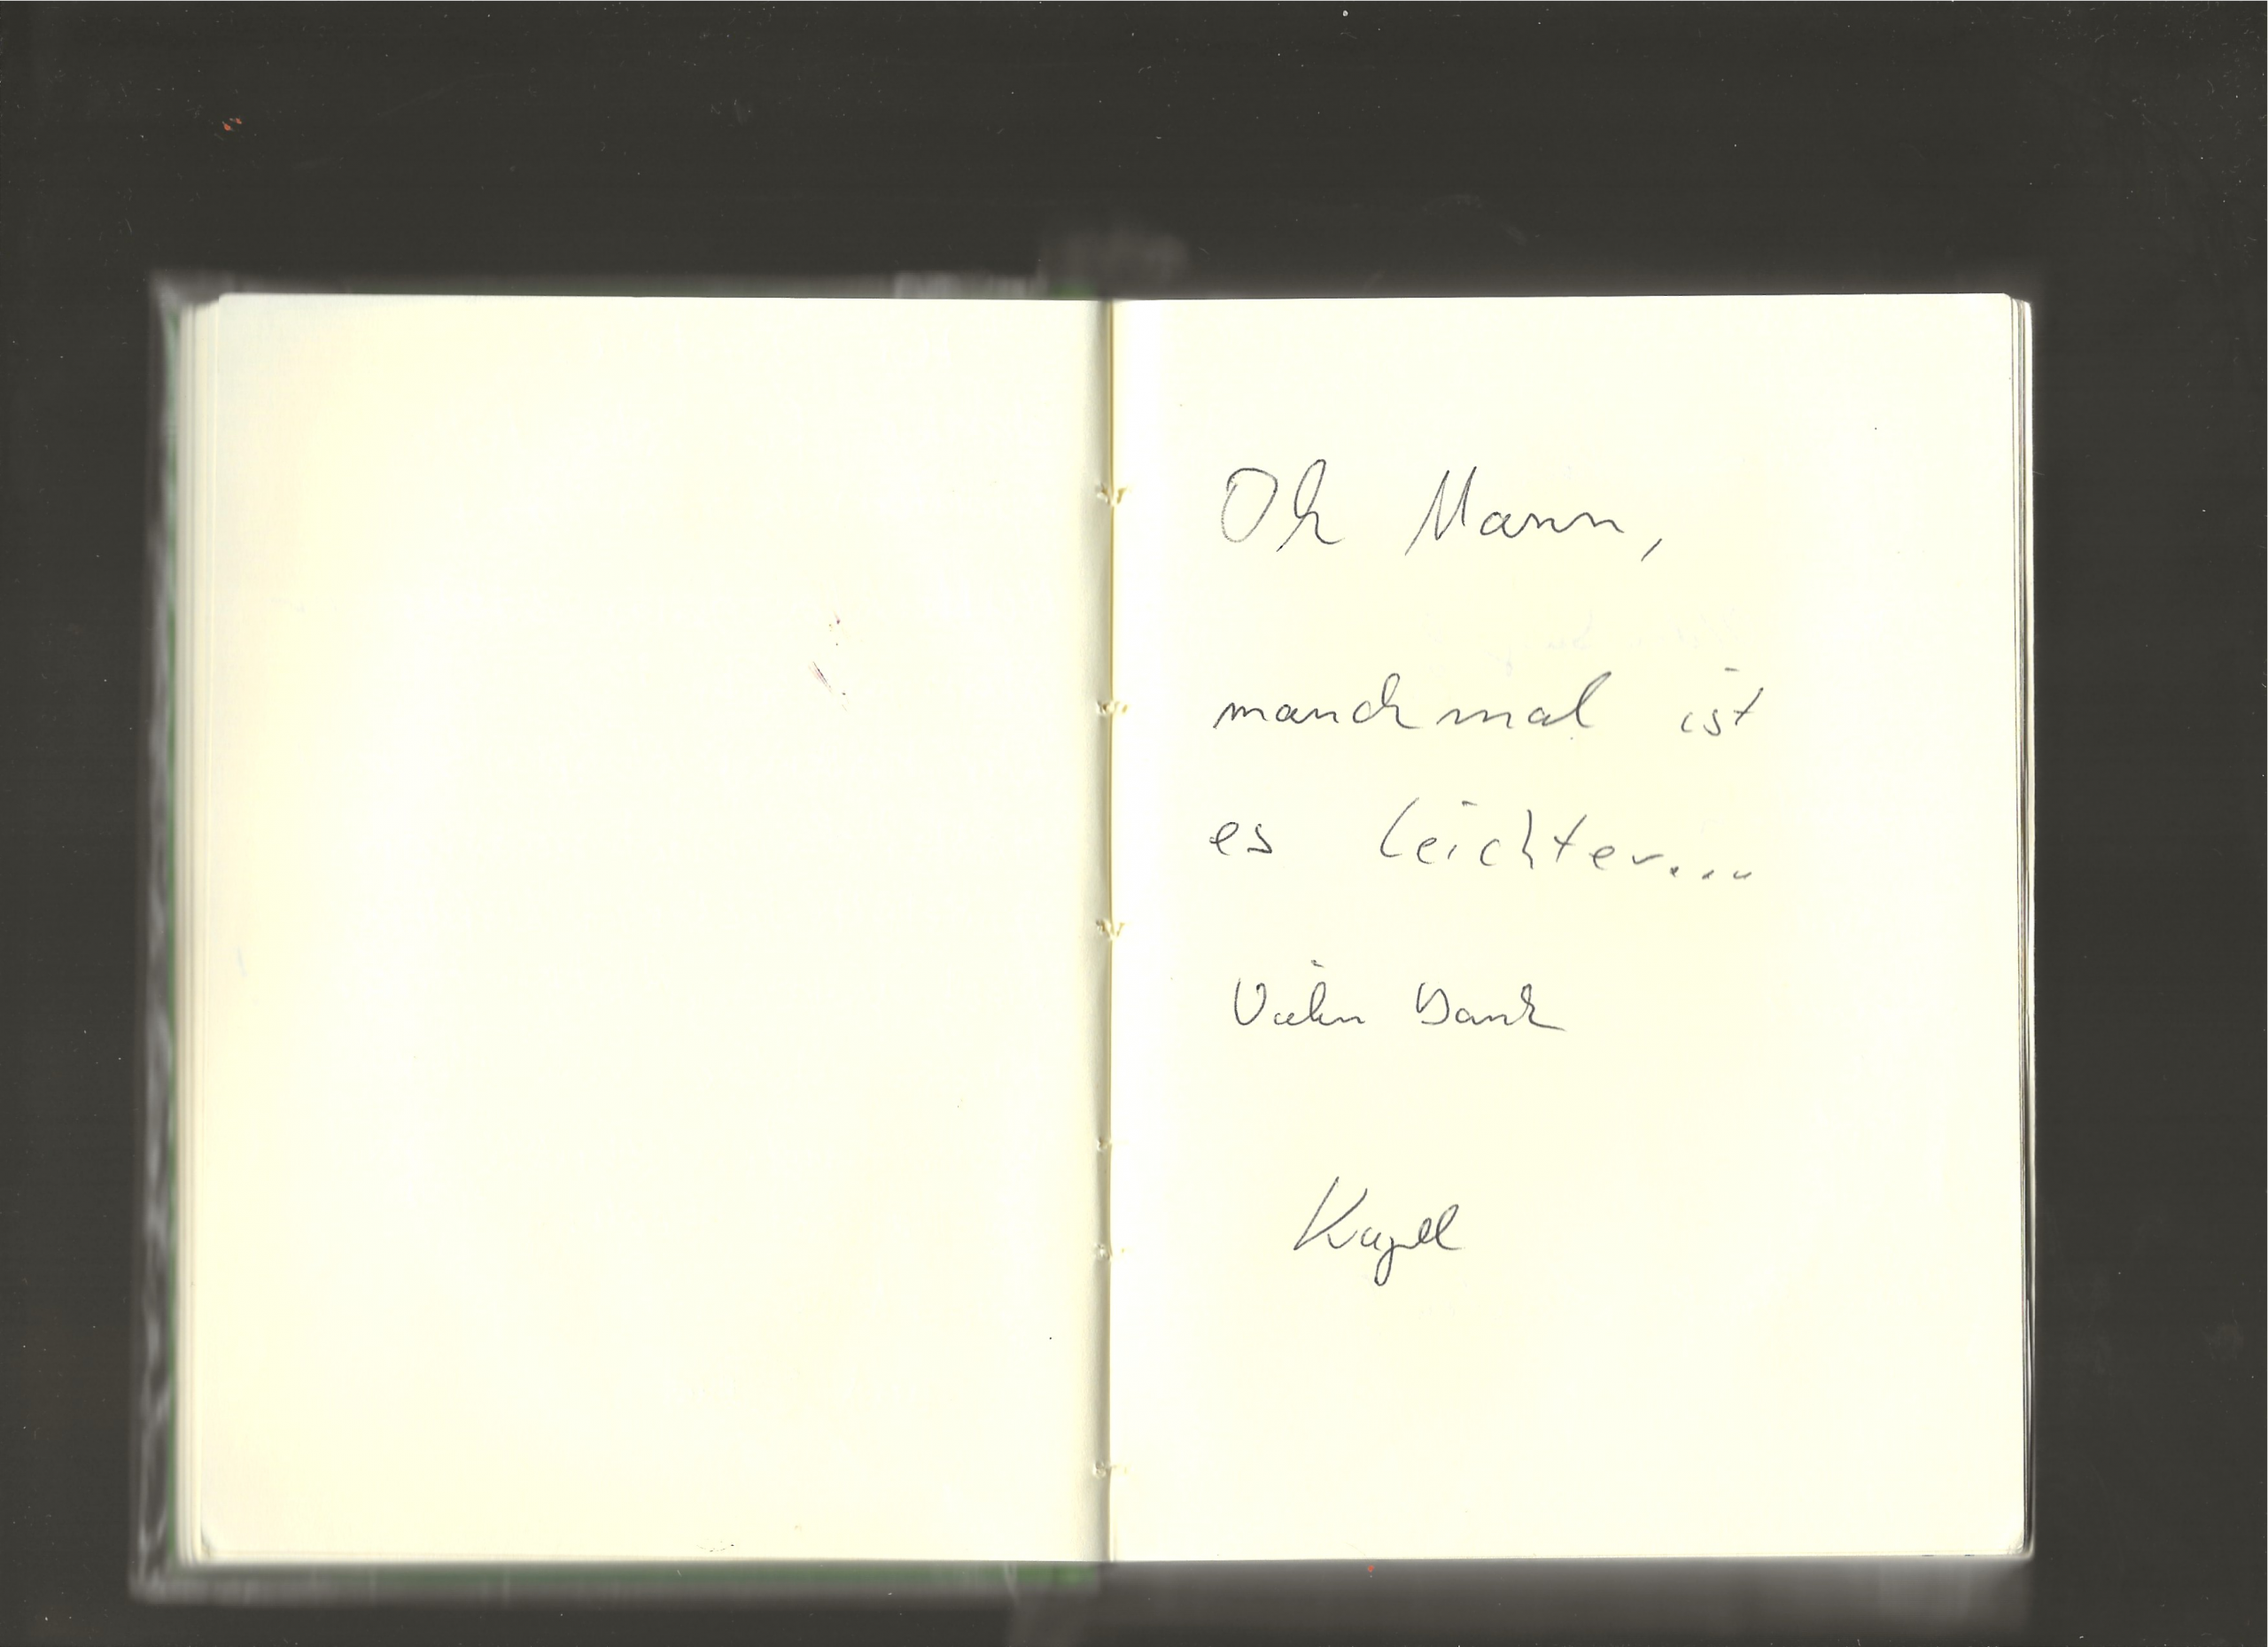 Oh Mann,
manchmal ist
es leichter...
Vielen Dank